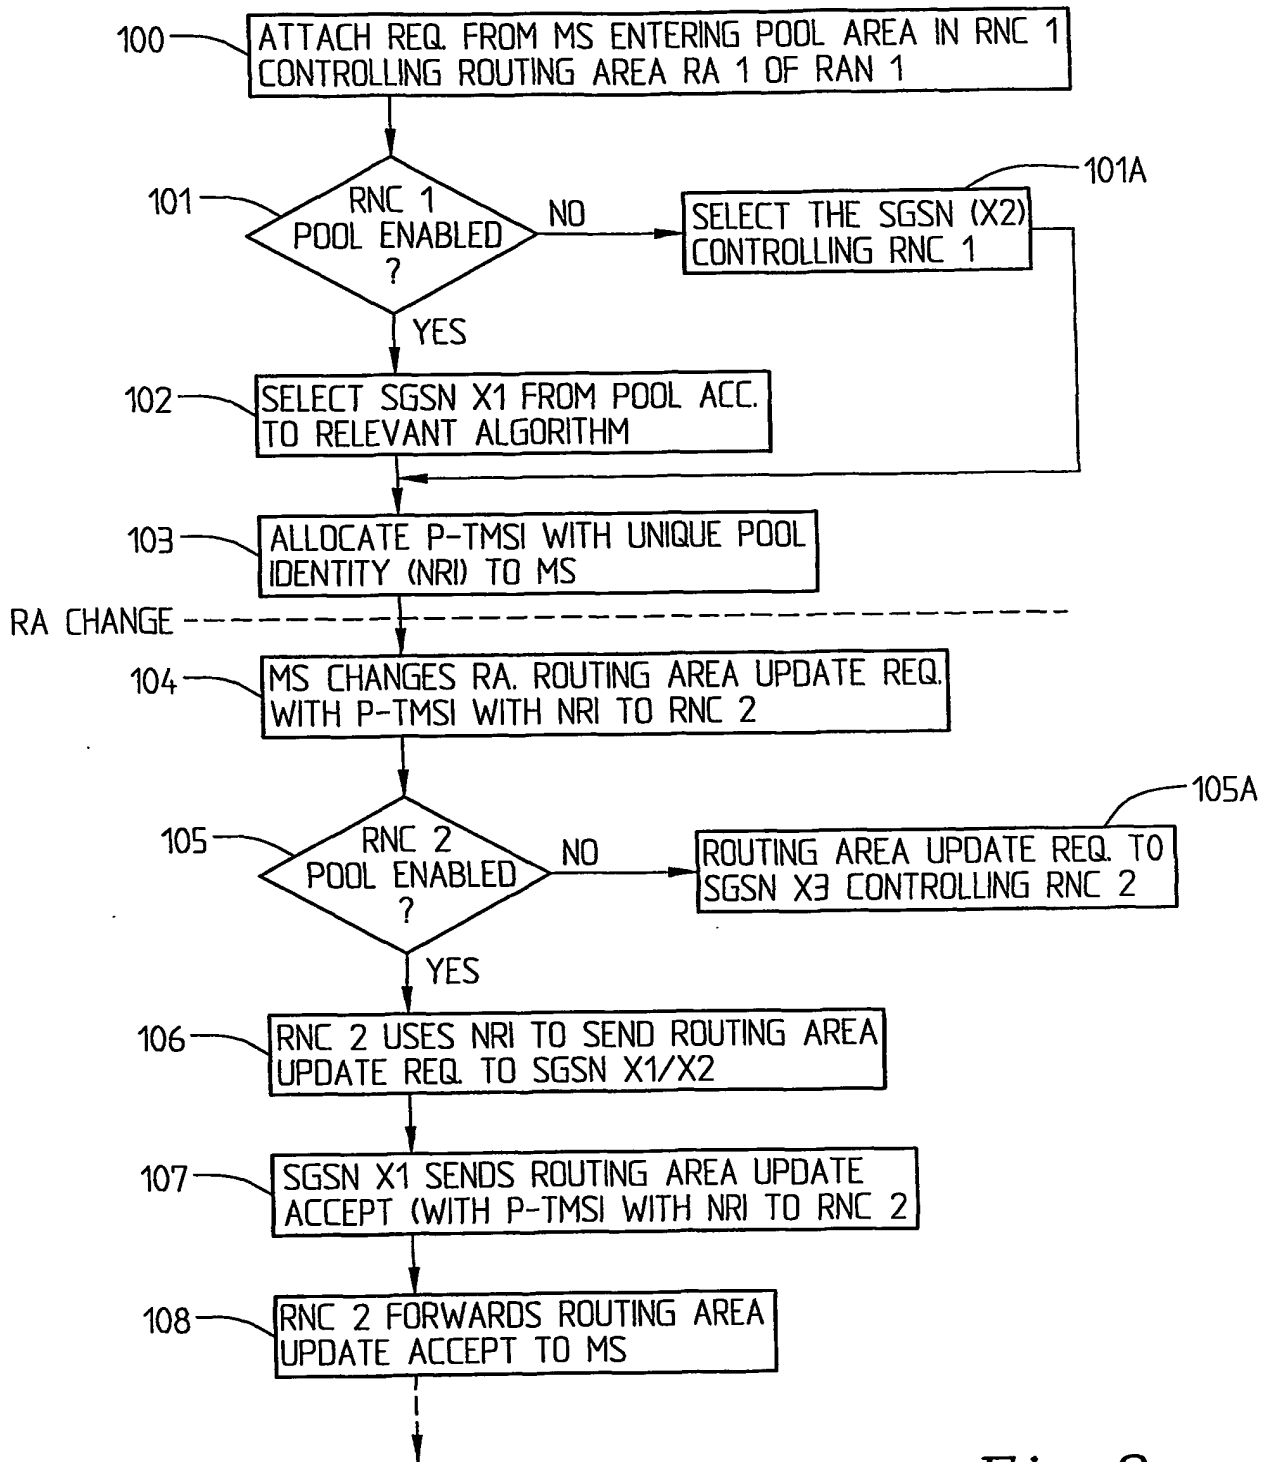 100
ATTACH REQ. FROM MS ENTERING POOL AREA IN RNC 1
CONTROLLING ROUTING AREA RA 1 OF RAN 1
101
RNC 1
POOL ENABLED
?
NO
101A
SELECT THE SGSN (X2)
CONTROLLING RNC 1
YES
102
SELECT SGSN X1 FROM POOL ACC.
TO RELEVANT ALGORITHM
103
ALLOCATE P-TMSI WITH UNIQUE POOL
IDENTITY (NRI) TO MS
RA CHANGE
104
MS CHANGES RA. ROUTING AREA UPDATE REQ.
WITH P-TMSI WITH NRI TO RNC 2
105
RNC 2
POOL ENABLED
?
NO
105A
ROUTING AREA UPDATE REQ. TO
SGSN X3 CONTROLLING RNC 2
YES
106
RNC 2 USES NRI TO SEND ROUTING AREA
UPDATE REQ. TO SGSN X1/X2
107
SGSN X1 SENDS ROUTING AREA UPDATE
ACCEPT (WITH P-TMSI WITH NRI TO RNC 2
108
RNC 2 FORWARDS ROUTING AREA
UPDATE ACCEPT TO MS